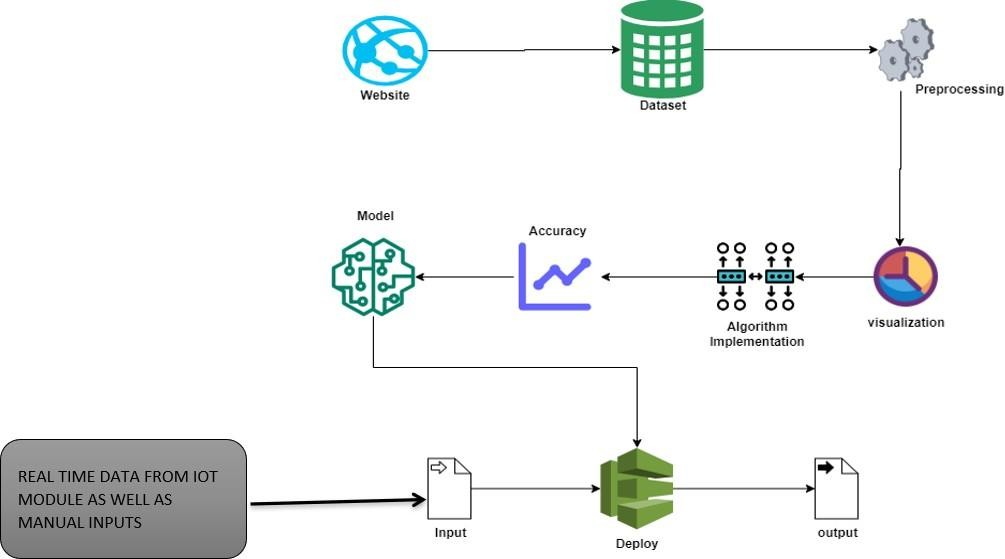 Website
Dataset
Preprocessing
Model
Accuracy
Algorithm
Implementation
visualization
REAL TIME DATA FROM IOT
MODULE AS WELL AS
MANUAL INPUTS
Input
Deploy
output